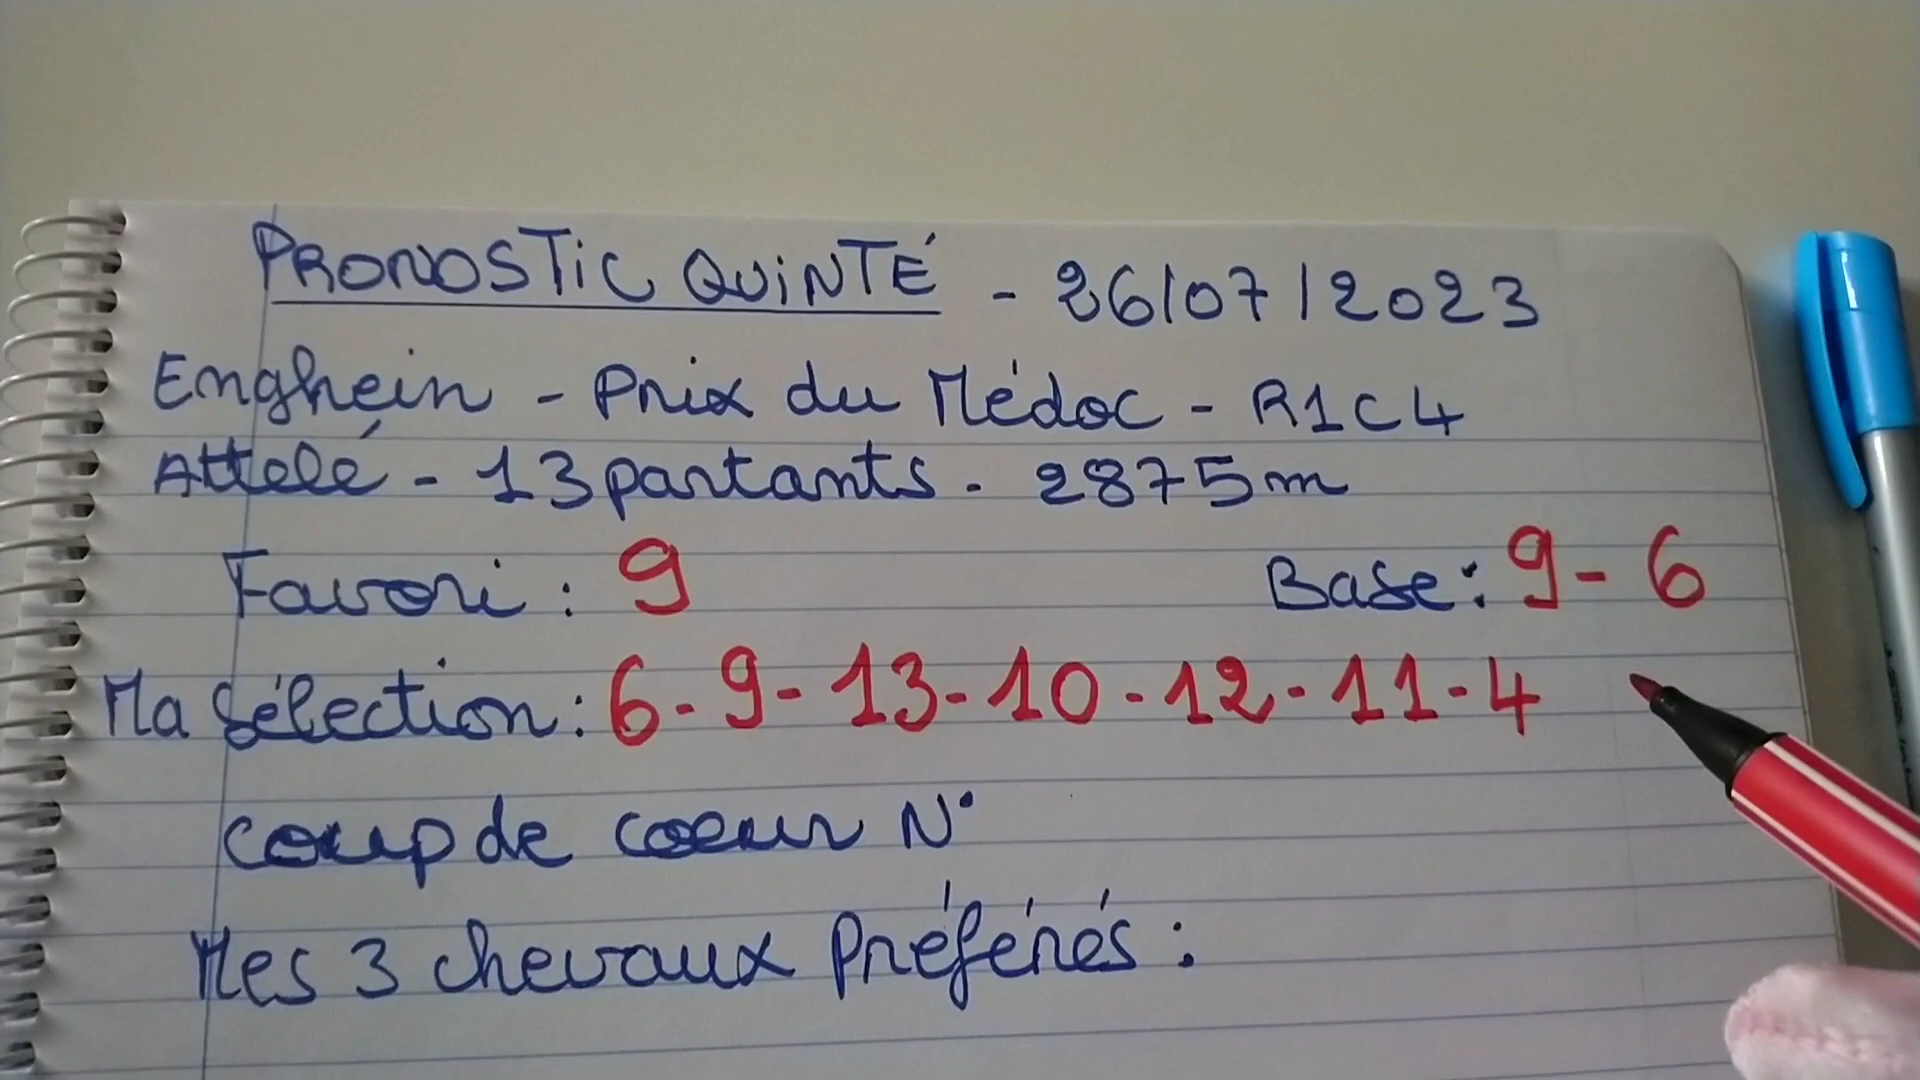 PRONOSTIC QUINTÉ - 26/07/2023
Enghein - Prix du Médoc - R1C4
Attelé - 13 partants - 2875m
Favori : 9 Base : 9 - 6
Ma Sélection : 6 - 9 - 13 - 10 - 12 - 11 - 4
coup de coeur N°
Mes 3 chevaux Préférés :